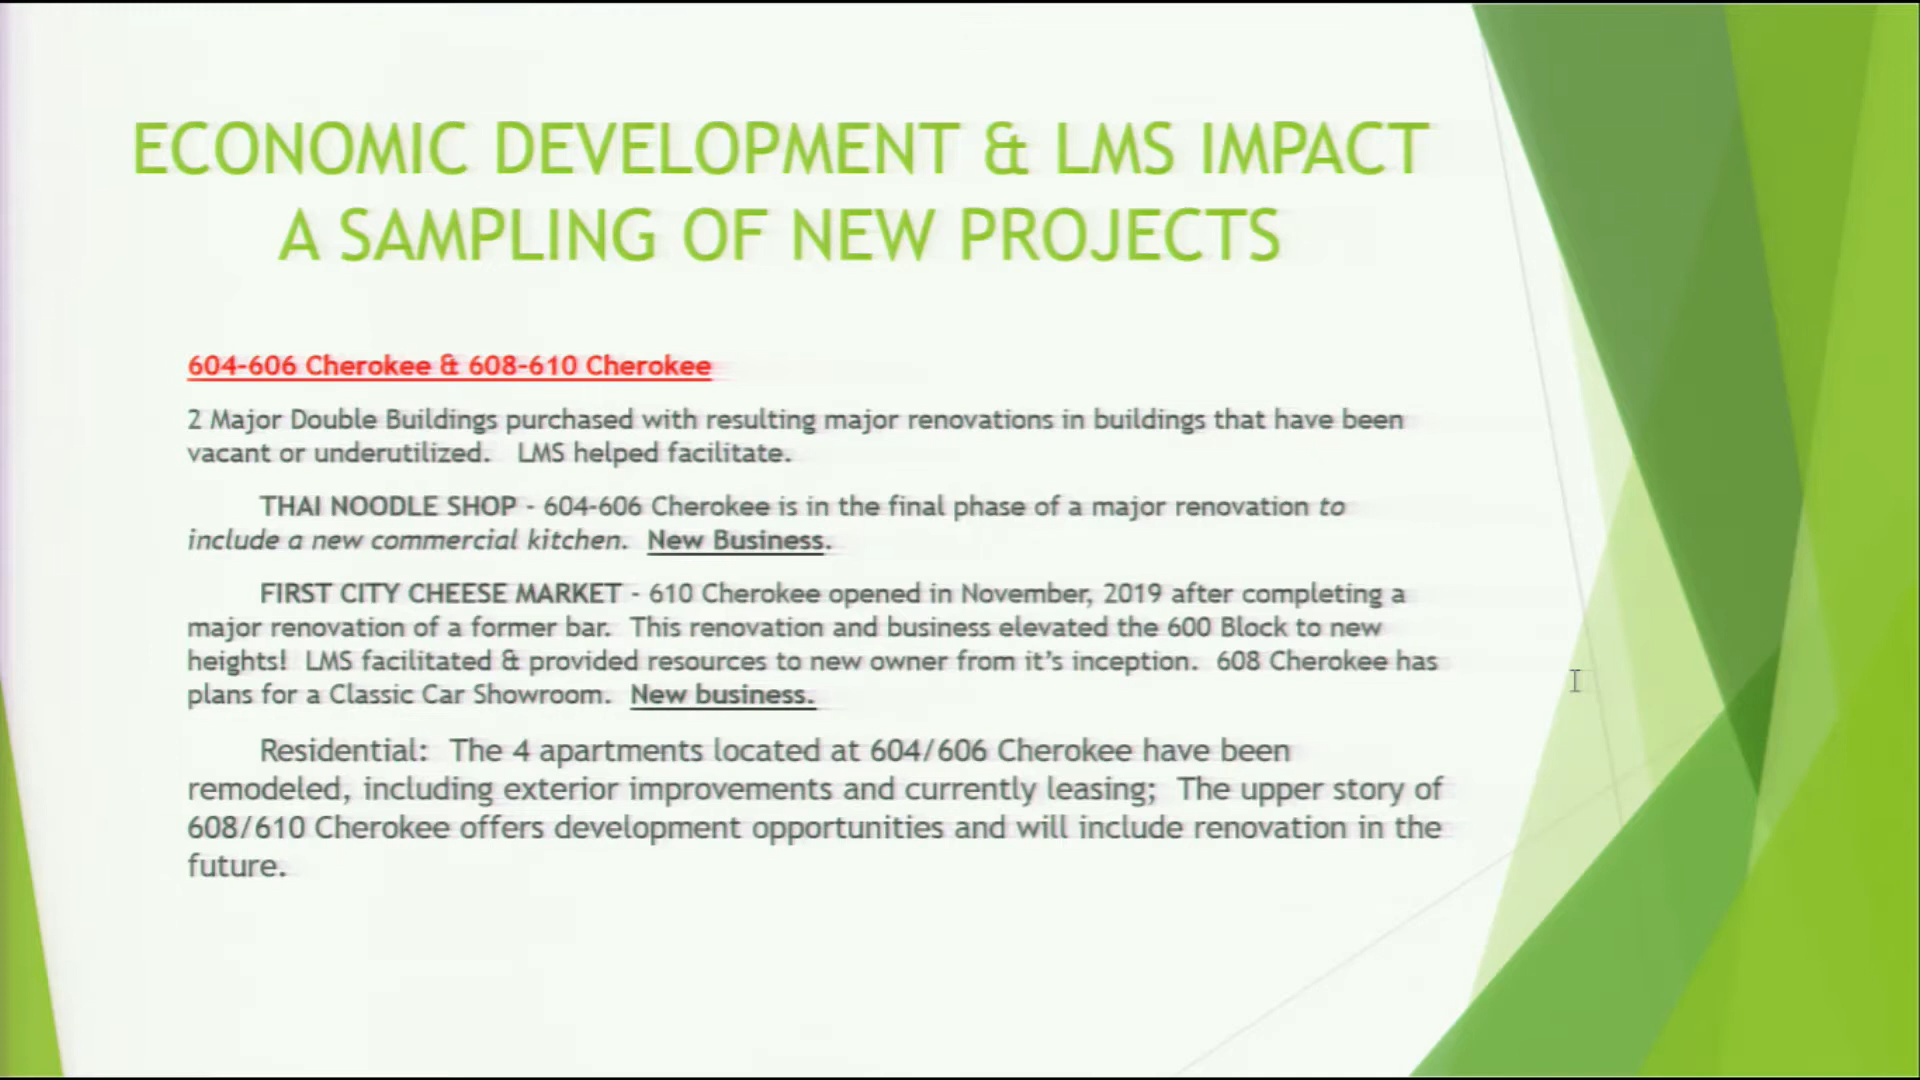 ECONOMIC DEVELOPMENT & LMS IMPACT
A SAMPLING OF NEW PROJECTS
604-606 Cherokee & 608-610 Cherokee
2 Major Double Buildings purchased with resulting major renovations in buildings that have been
vacant or underutilized. LMS helped facilitate.
THAI NOODLE SHOP - 604-606 Cherokee is in the final phase of a major renovation to
include a new commercial kitchen. New Business.
FIRST CITY CHEESE MARKET - 610 Cherokee opened in November, 2019 after completing a
major renovation of a former bar. This renovation and business elevated the 600 Block to new
heights! LMS facilitated & provided resources to new owner from it's inception. 608 Cherokee has
plans for a Classic Car Showroom. New business.
Residential: The 4 apartments located at 604/606 Cherokee have been
remodeled, including exterior improvements and currently leasing; The upper story of
608/610 Cherokee offers development opportunities and will include renovation in the
future.